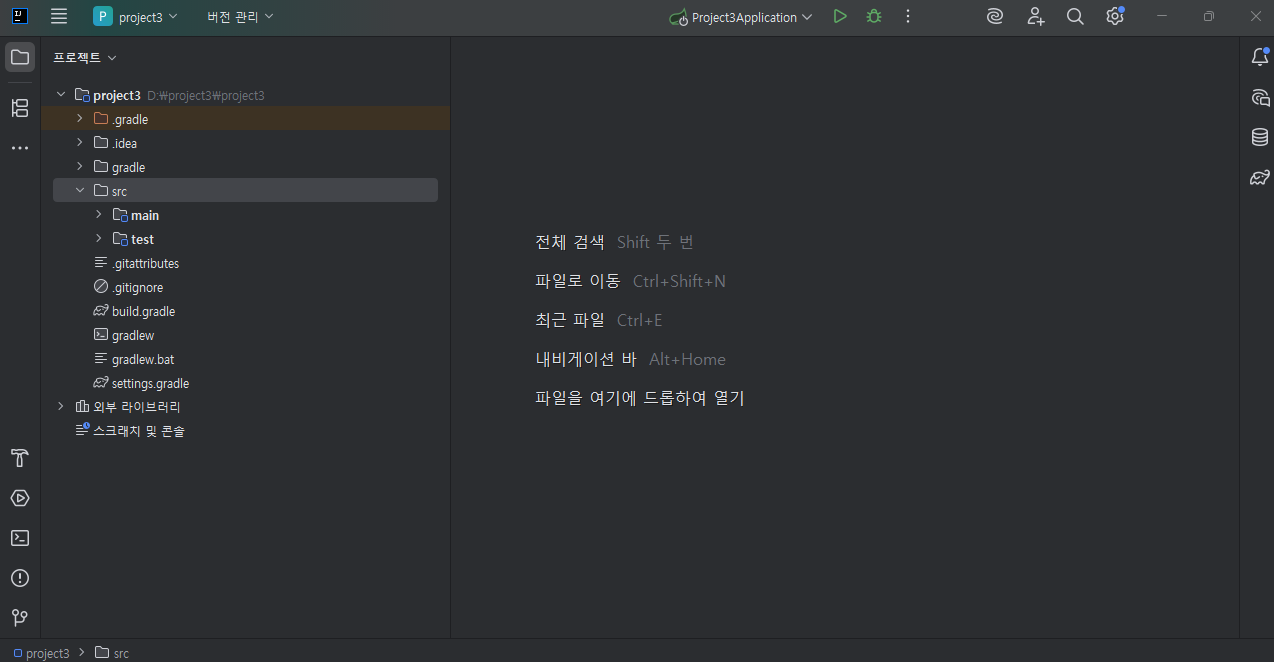 P project3 버전 관리 Project3Application
프로젝트
project3 D:₩project3₩project3
.gradle
.idea
gradle
src
main
test
.gitattributes
.gitignore
build.gradle
gradlew
gradlew.bat
settings.gradle
외부 라이브러리
스크래치 및 콘솔
전체 검색 Shift 두 번
파일로 이동 Ctrl+Shift+N
최근 파일 Ctrl+E
내비게이션 바 Alt+Home
파일을 여기에 드롭하여 열기
project3 > src